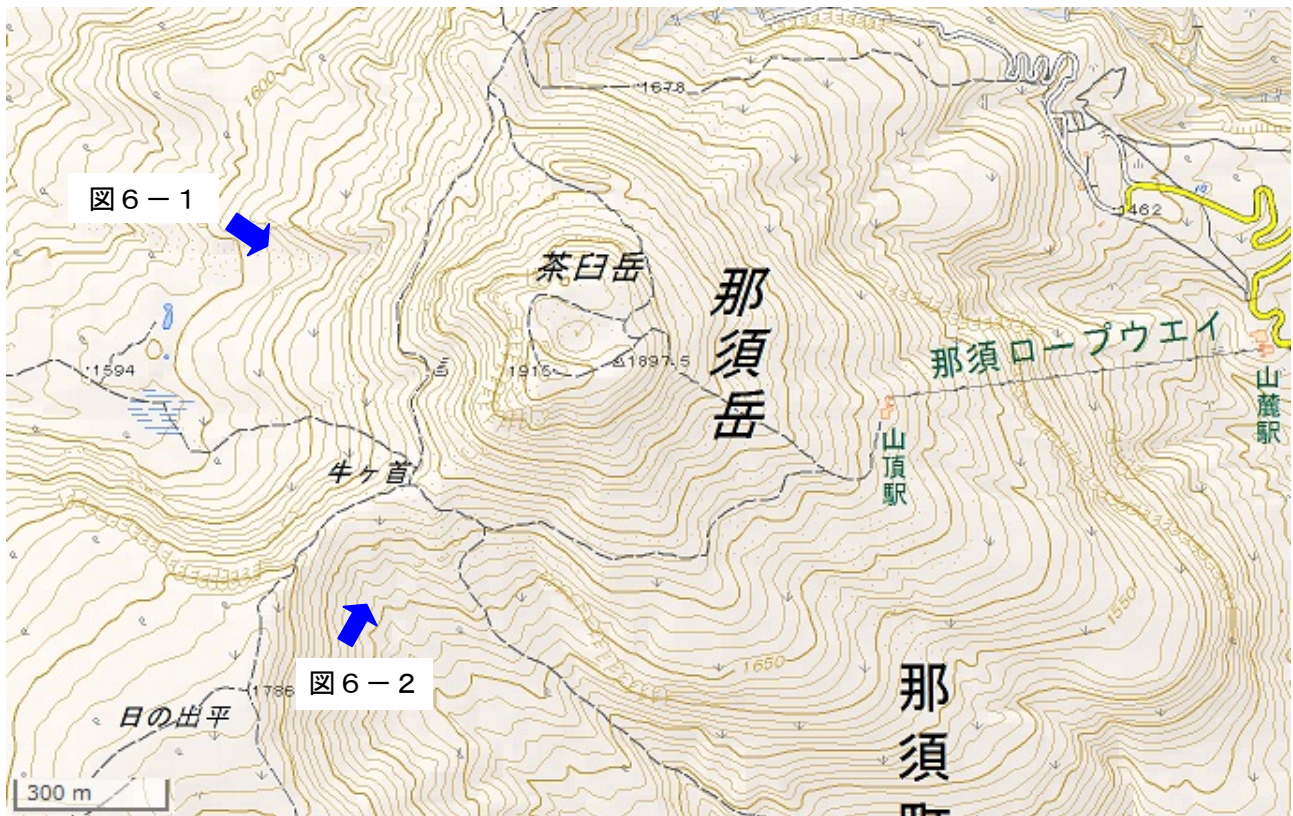 1600
1678
図6-1
1462
茶臼岳
那須岳
那須ロープウエイ
1594
1915
1897.5
山麓駅
山頂駅
牛ヶ首
1550
1650
図6-2
1786
日の出平
那須町
300 m